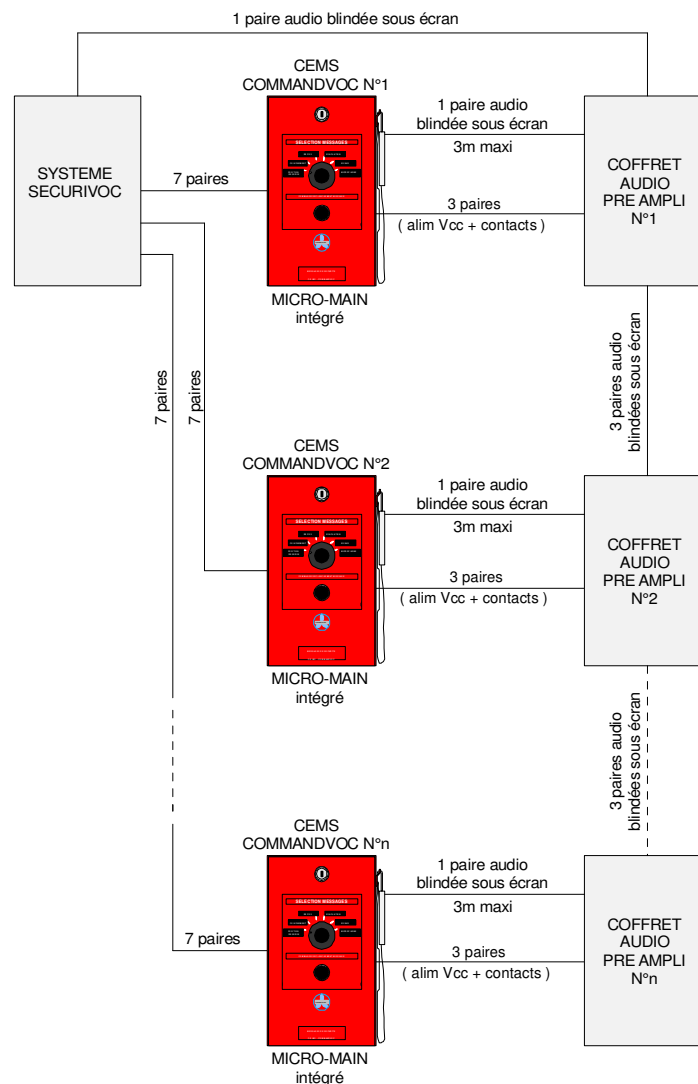 1 paire audio blindée sous écran
CEMS
COMMANDVOC N°1
SYSTEME
SECURIVOC
7 paires
SELECTION MESSAGES
1 paire audio
blindée sous écran
3m maxi
3 paires
( alim Vcc + contacts )
COFFRET
AUDIO
PRE AMPLI
N°1
MICRO-MAIN
intégré
7 paires
7 paires
3 paires audio
blindées sous écran
CEMS
COMMANDVOC N°2
SELECTION MESSAGES
1 paire audio
blindée sous écran
3m maxi
3 paires
( alim Vcc + contacts )
COFFRET
AUDIO
PRE AMPLI
N°2
MICRO-MAIN
intégré
3 paires audio
blindées sous écran
CEMS
COMMANDVOC N°n
7 paires
SELECTION MESSAGES
1 paire audio
blindée sous écran
3m maxi
3 paires
( alim Vcc + contacts )
COFFRET
AUDIO
PRE AMPLI
N°n
MICRO-MAIN
intégré